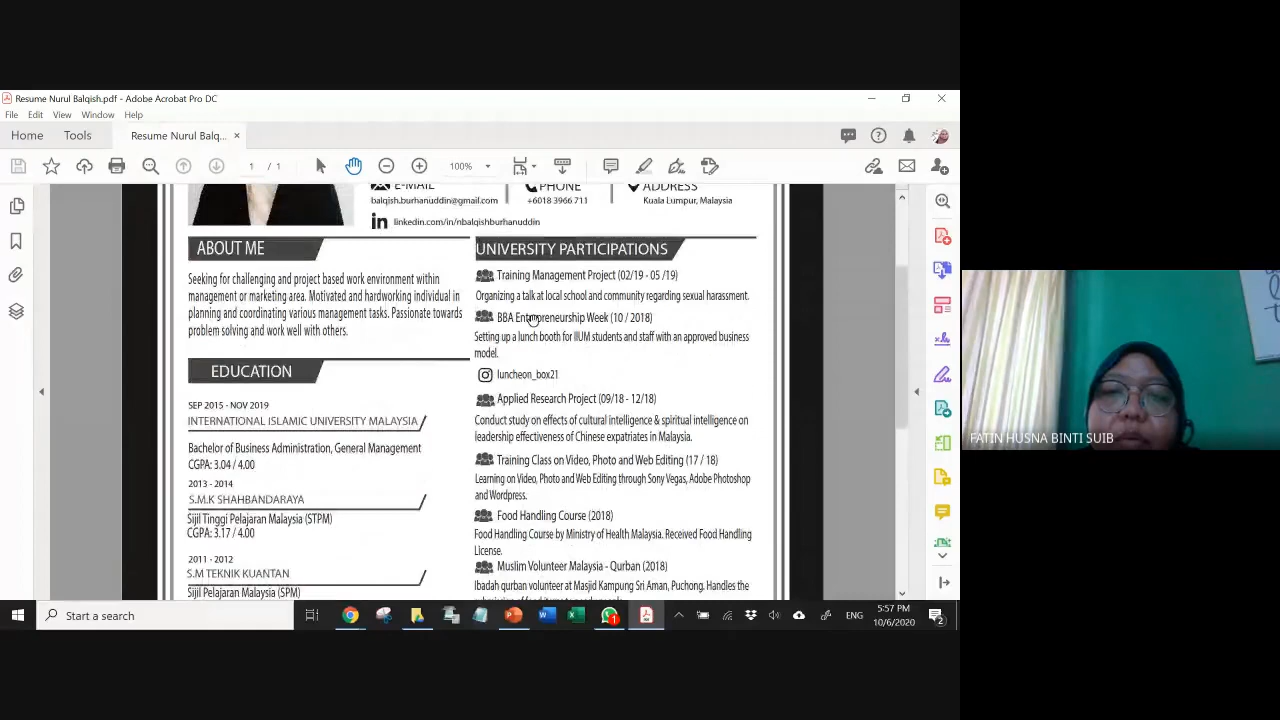 Resume Nurul Balqish.pdf - Adobe Acrobat Pro DC
File Edit View Window Help
Home Tools Resume Nurul Balq... ×
1 / 1 100%
E-MAIL PHONE ADDRESS
balqish.burhanuddin@gmail.com +6018 3966 711 Kuala Lumpur, Malaysia
in linkedin.com/in/nbalqishburhanuddin
ABOUT ME
Seeking for challenging and project based work environment within
management or marketing area. Motivated and hardworking individual in
planning and coordinating various management tasks. Passionate towards
problem solving and work well with others.
EDUCATION
SEP 2015 - NOV 2019
INTERNATIONAL ISLAMIC UNIVERSITY MALAYSIA
Bachelor of Business Administration, General Management
CGPA: 3.04 / 4.00
2013 - 2014
S.M.K SHAHBANDARAYA
Sijil Tinggi Pelajaran Malaysia (STPM)
CGPA: 3.17 / 4.00
2011 - 2012
S.M TEKNIK KUANTAN
Sijil Pelajaran Malaysia (SPM)
UNIVERSITY PARTICIPATIONS
Training Management Project (02/19 - 05 /19)
Organizing a talk at local school and community regarding sexual harassment.
BBA Entrepreneurship Week (10 / 2018)
Setting up a lunch booth for IIUM students and staff with an approved business
model.
luncheon_box21
Applied Research Project (09/18 - 12/18)
Conduct study on effects of cultural intelligence & spiritual intelligence on
leadership effectiveness of Chinese expatriates in Malaysia.
Training Class on Video, Photo and Web Editing (17 / 18)
Learning on Video, Photo and Web Editing through Sony Vegas, Adobe Photoshop
and Wordpress.
Food Handling Course (2018)
Food Handling Course by Ministry of Health Malaysia. Received Food Handling
License.
Muslim Volunteer Malaysia - Qurban (2018)
Ibadah qurban volunteer at Masjid Kampung Sri Aman, Puchong. Handles the
FATIN HUSNA BINTI SUIB
Start a search
1
ENG
5:57 PM
10/6/2020
2